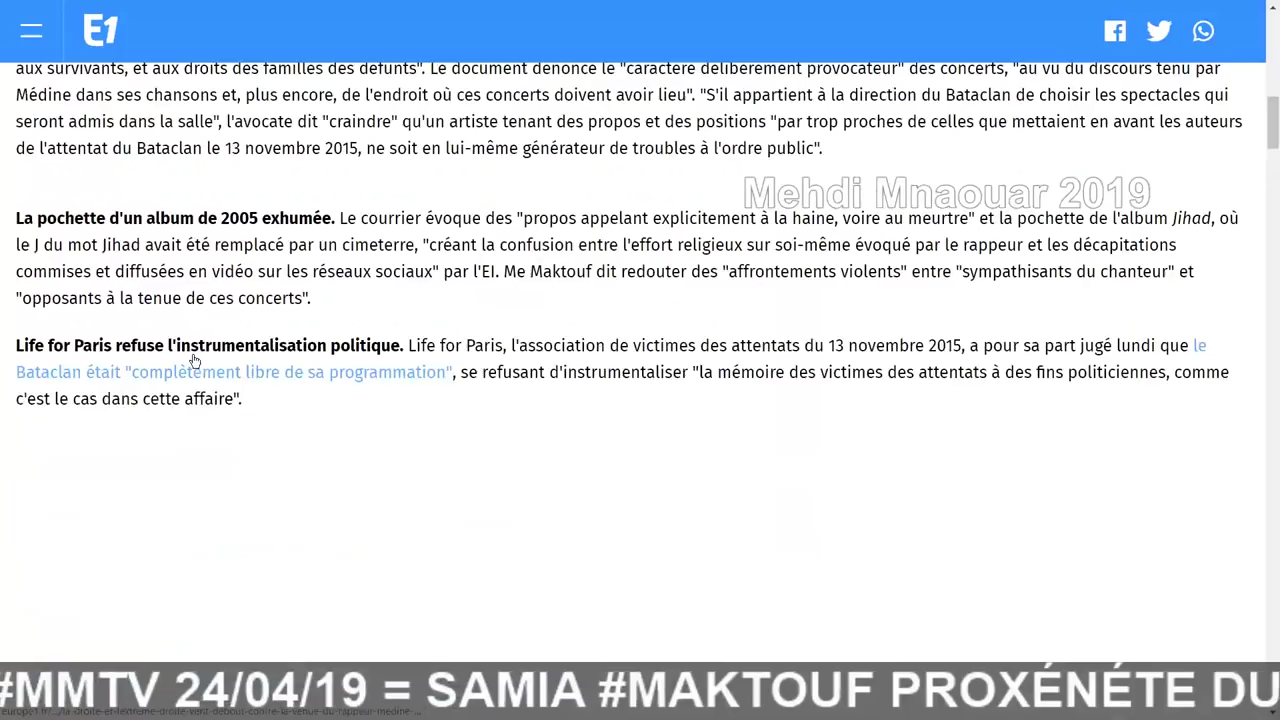 E1
aux survivants, et aux droits des familles des défunts". Le document dénonce le "caractère délibérément provocateur" des concerts, "au vu du discours tenu par
Médine dans ses chansons et, plus encore, de l'endroit où ces concerts doivent avoir lieu". "S'il appartient à la direction du Bataclan de choisir les spectacles qui
seront admis dans la salle", l'avocate dit "craindre" qu'un artiste tenant des propos et des positions "par trop proches de celles que mettaient en avant les auteurs
de l'attentat du Bataclan le 13 novembre 2015, ne soit en lui-même générateur de troubles à l'ordre public".
Mehdi Mnaouar 2019
La pochette d'un album de 2005 exhumée. Le courrier évoque des "propos appelant explicitement à la haine, voire au meurtre" et la pochette de l'album Jihad, où
le J du mot Jihad avait été remplacé par un cimeterre, "créant la confusion entre l'effort religieux sur soi-même évoqué par le rappeur et les décapitations
commises et diffusées en vidéo sur les réseaux sociaux" par l'EI. Me Maktouf dit redouter des "affrontements violents" entre "sympathisants du chanteur" et
"opposants à la tenue de ces concerts".
Life for Paris refuse l'instrumentalisation politique. Life for Paris, l'association de victimes des attentats du 13 novembre 2015, a pour sa part jugé lundi que le
Bataclan était "complètement libre de sa programmation", se refusant d'instrumentaliser "la mémoire des victimes des attentats à des fins politiciennes, comme
c'est le cas dans cette affaire".
#MMTV 24/04/19 = SAMIA #MAKTOUF PROXÉNÉTE DU